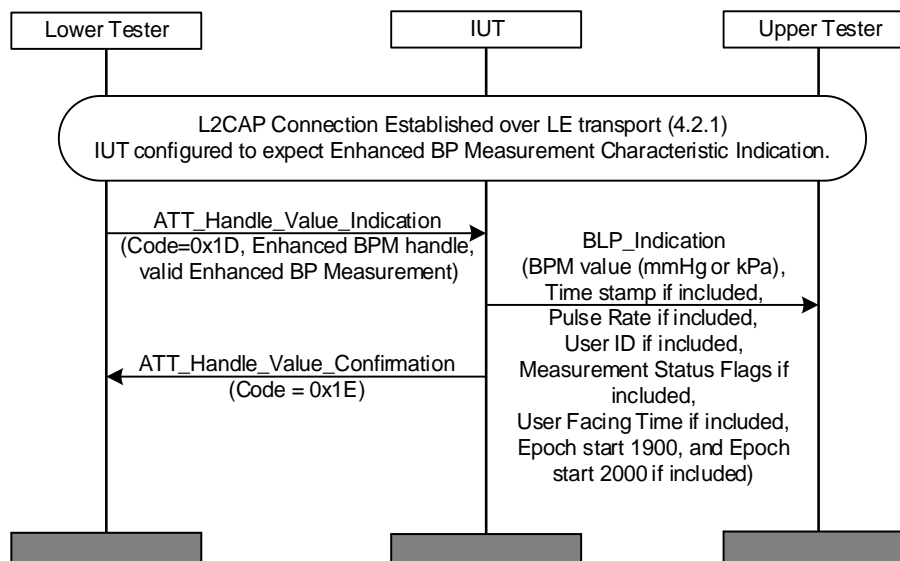 Lower Tester
IUT
Upper Tester
L2CAP Connection Established over LE transport (4.2.1)
IUT configured to expect Enhanced BP Measurement Characteristic Indication.
ATT_Handle_Value_Indication
(Code=0x1D, Enhanced BPM handle,
valid Enhanced BP Measurement)
BLP_Indication
(BPM value (mmHg or kPa),
Time stamp if included,
Pulse Rate if included,
User ID if included,
Measurement Status Flags if
included,
User Facing Time if included,
Epoch start 1900, and Epoch
start 2000 if included)
ATT_Handle_Value_Confirmation
(Code = 0x1E)